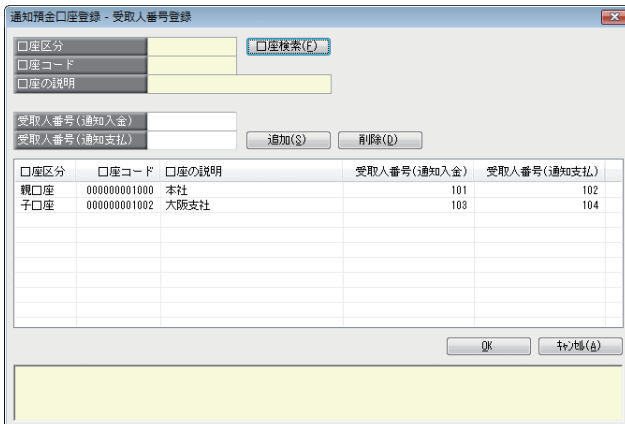 通知預金口座登録 - 受取人番号登録
口座区分 口座検索(F)
口座コード
口座の説明
受取人番号(通知入金)
受取人番号(通知支払) 追加(S) 削除(D)
口座区分 口座コード 口座の説明 受取人番号(通知入金) 受取人番号(通知支払)
親口座 000000001000 本社 101 102
子口座 000000001002 大阪支社 103 104
OK ｷｬﾝｾﾙ(A)